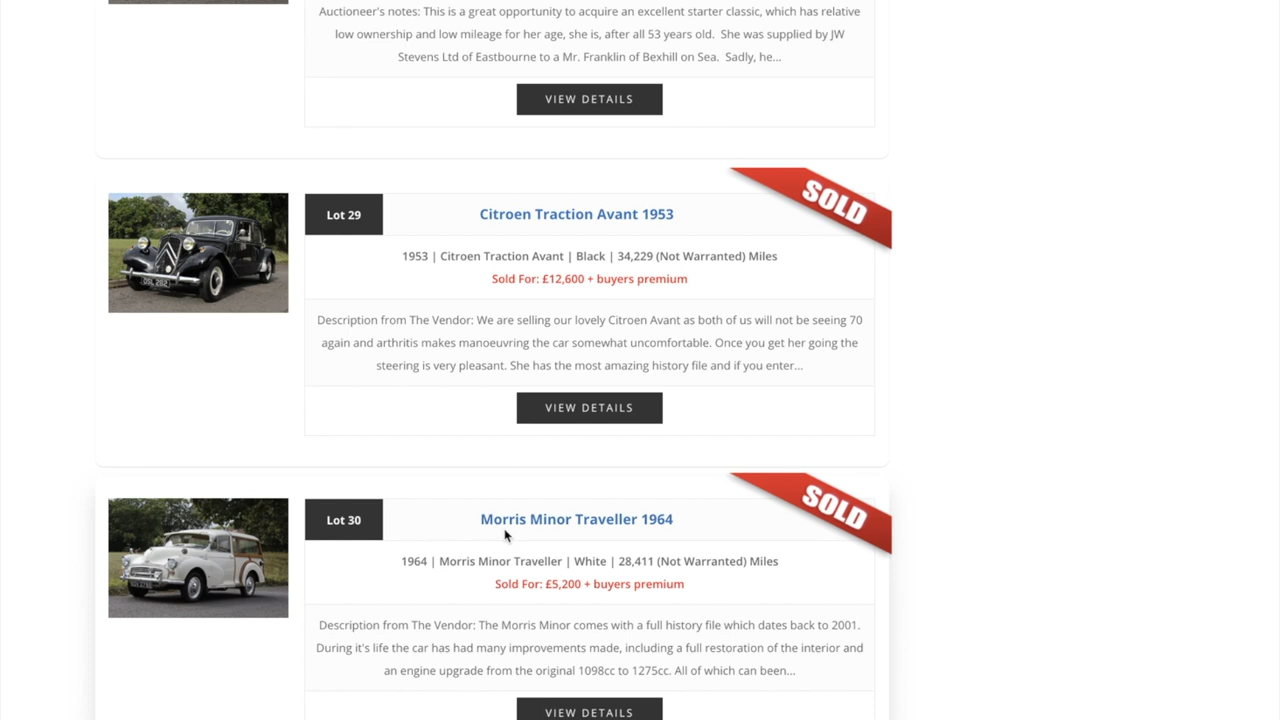 Auctioneer's notes: This is a great opportunity to acquire an excellent starter classic, which has relative
low ownership and low mileage for her age, she is, after all 53 years old. She was supplied by JW
Stevens Ltd of Eastbourne to a Mr. Franklin of Bexhill on Sea. Sadly, he...
VIEW DETAILS
SOLD
Lot 29
Citroen Traction Avant 1953
1953 | Citroen Traction Avant | Black | 34,229 (Not Warranted) Miles
Sold For: £12,600 + buyers premium
Description from The Vendor: We are selling our lovely Citroen Avant as both of us will not be seeing 70
again and arthritis makes manoeuvring the car somewhat uncomfortable. Once you get her going the
steering is very pleasant. She has the most amazing history file and if you enter...
VIEW DETAILS
SOLD
Lot 30
Morris Minor Traveller 1964
1964 | Morris Minor Traveller | White | 28,411 (Not Warranted) Miles
Sold For: £5,200 + buyers premium
Description from The Vendor: The Morris Minor comes with a full history file which dates back to 2001.
During it's life the car has had many improvements made, including a full restoration of the interior and
an engine upgrade from the original 1098cc to 1275cc. All of which can been...
VIEW DETAILS